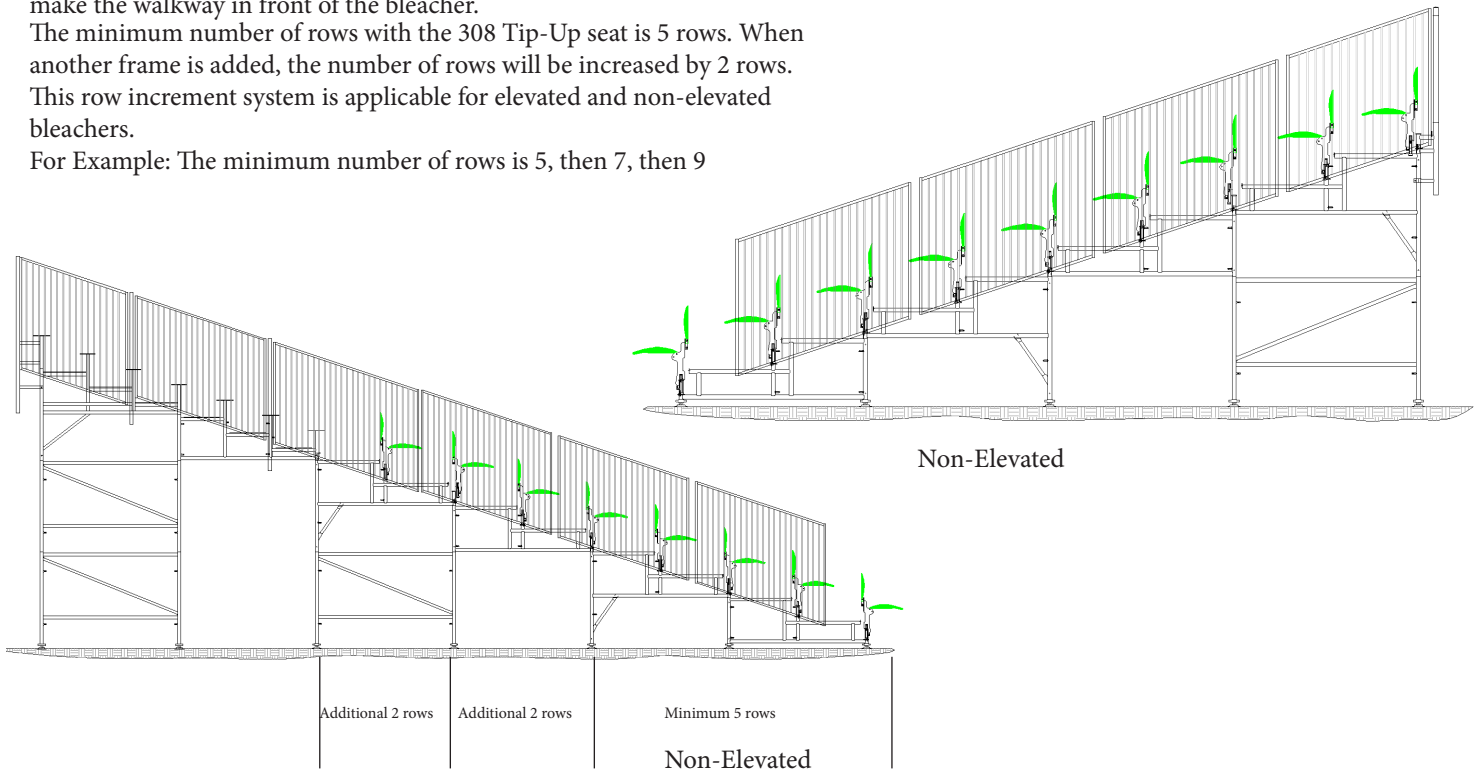 make the walkway in front of the bleacher.
The minimum number of rows with the 308 Tip-Up seat is 5 rows. When
another frame is added, the number of rows will be increased by 2 rows.
This row increment system is applicable for elevated and non-elevated
bleachers.
For Example: The minimum number of rows is 5, then 7, then 9
Non-Elevated
Additional 2 rows
Additional 2 rows
Minimum 5 rows
Non-Elevated